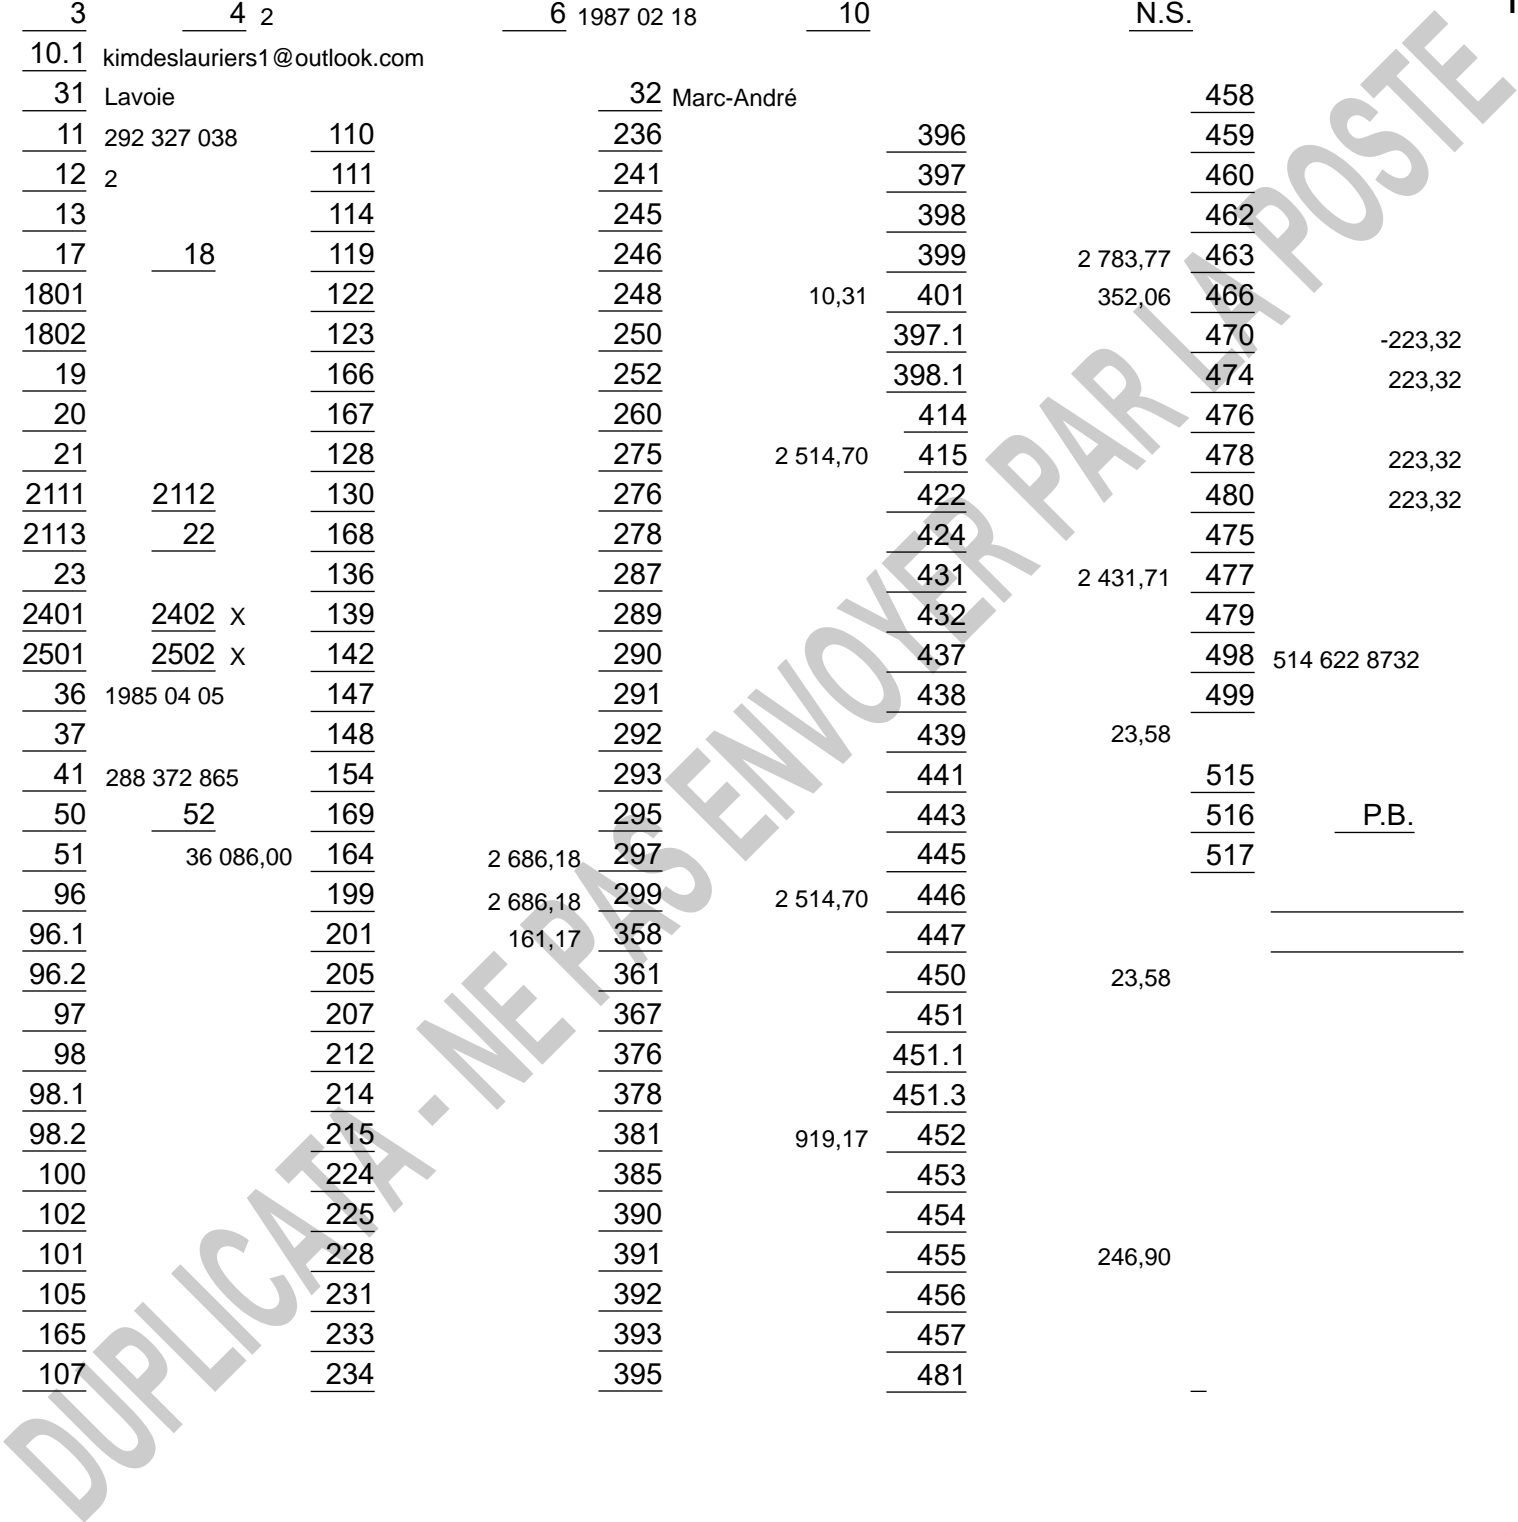 3 4 2 6 1987 02 18 10 N.S.
10.1 kimdeslauriers1@outlook.com
31 Lavoie 32 Marc-André 458
11 292 327 038 110 236 396 459
12 2 111 241 397 460
13 114 245 398 462
17 18 119 246 399 2 783,77 463
1801 122 248 10,31 401 352,06 466
1802 123 250 397.1 470 -223,32
19 166 252 398.1 474 223,32
20 167 260 414 476
21 128 275 2 514,70 415 478 223,32
2111 2112 130 276 422 480 223,32
2113 22 168 278 424 475
23 136 287 431 2 431,71 477
2401 2402 X 139 289 432 479
2501 2502 X 142 290 437 498 514 622 8732
36 1985 04 05 147 291 438 499
37 148 292 439 23,58
41 288 372 865 154 293 441 515
50 52 169 295 443 516 P.B.
51 36 086,00 164 2 686,18 297 445 517
96 199 2 686,18 299 2 514,70 446
96.1 201 161,17 358 447
96.2 205 361 450 23,58
97 207 367 451
98 212 376 451.1
98.1 214 378 451.3
98.2 215 381 919,17 452
100 224 385 453
102 225 390 454
101 228 391 455 246,90
105 231 392 456
165 233 393 457
107 234 395 481
DUPLICATA - NE PAS ENVOYER PAR LA POSTE